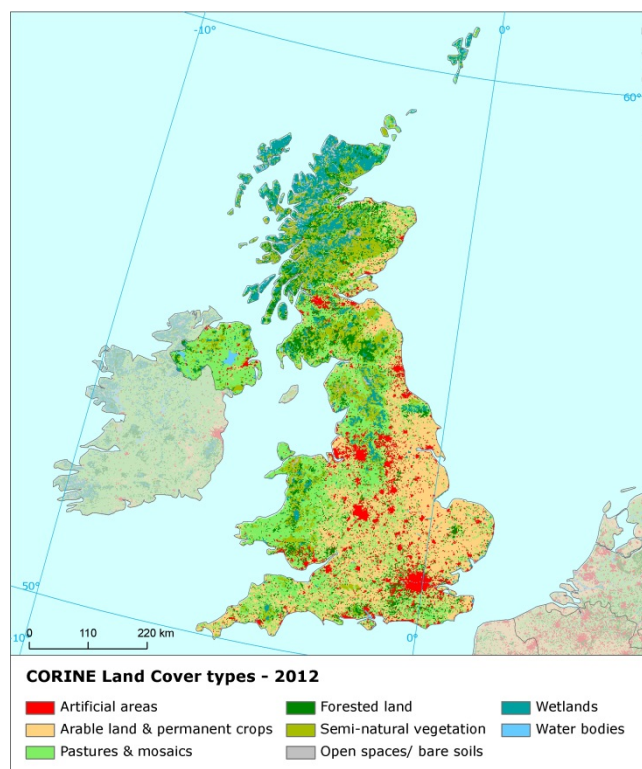 -10°
0°
60°
50°
10°
0°
0 110 220 km
CORINE Land Cover types - 2012
Artificial areas
Forested land
Wetlands
Arable land & permanent crops
Semi-natural vegetation
Water bodies
Pastures & mosaics
Open spaces/ bare soils